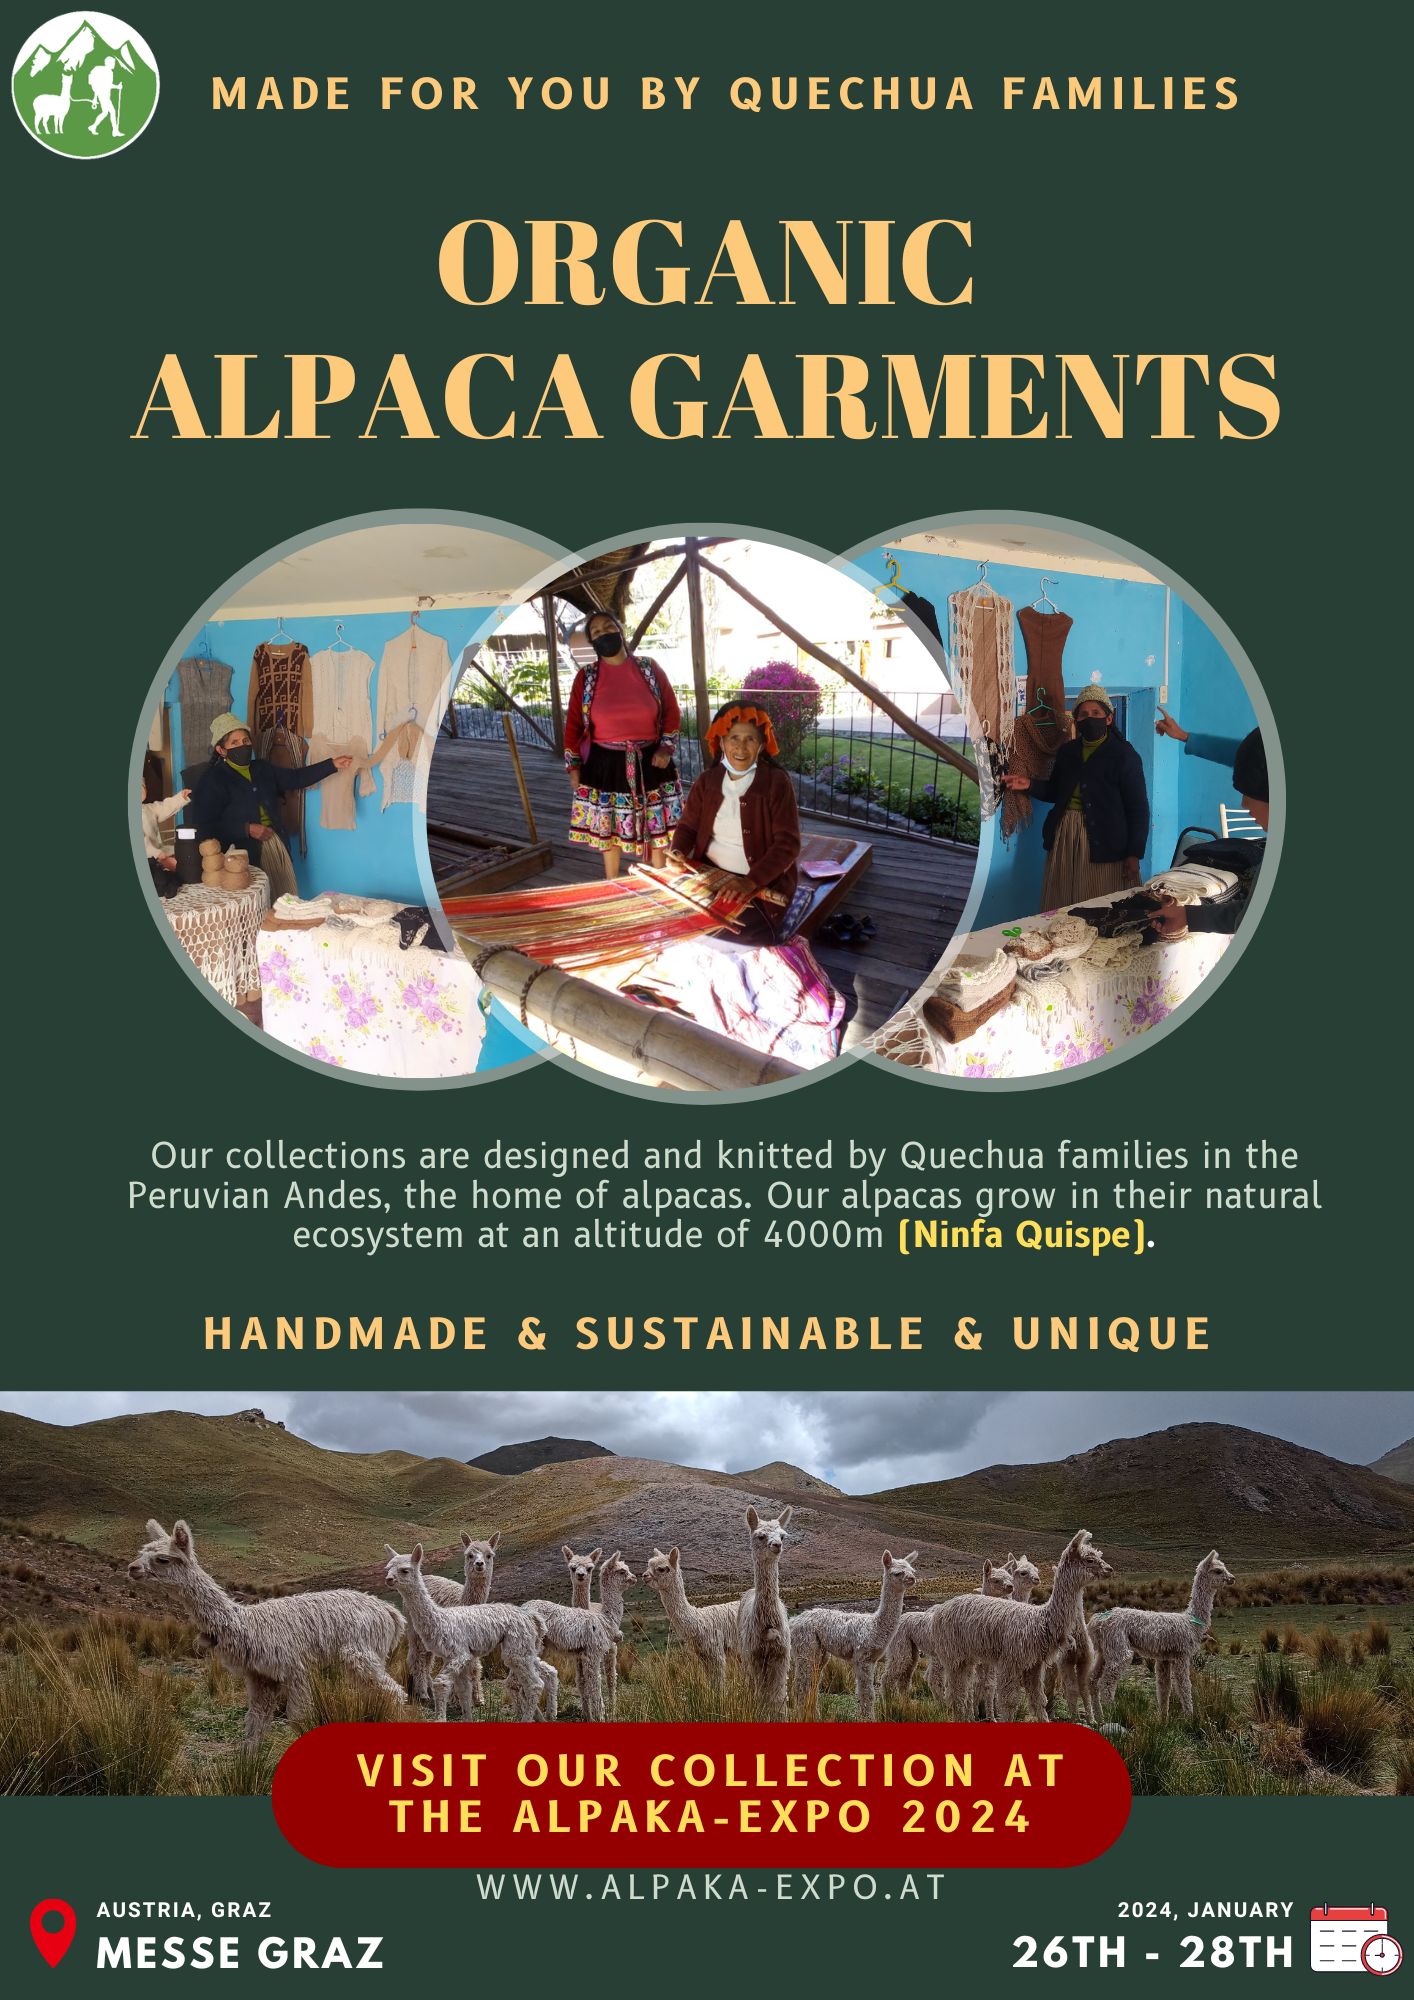 MADE FOR YOU BY QUECHUA FAMILIES
ORGANIC
ALPACA GARMENTS
Our collections are designed and knitted by Quechua families in the
Peruvian Andes, the home of alpacas. Our alpacas grow in their natural
ecosystem at an altitude of 4000m (Ninfa Quispe).
HANDMADE & SUSTAINABLE & UNIQUE
VISIT OUR COLLECTION AT
THE ALPAKA-EXPO 2024
WWW.ALPAKA-EXPO.AT
AUSTRIA, GRAZ
MESSE GRAZ
2024, JANUARY
26TH - 28TH